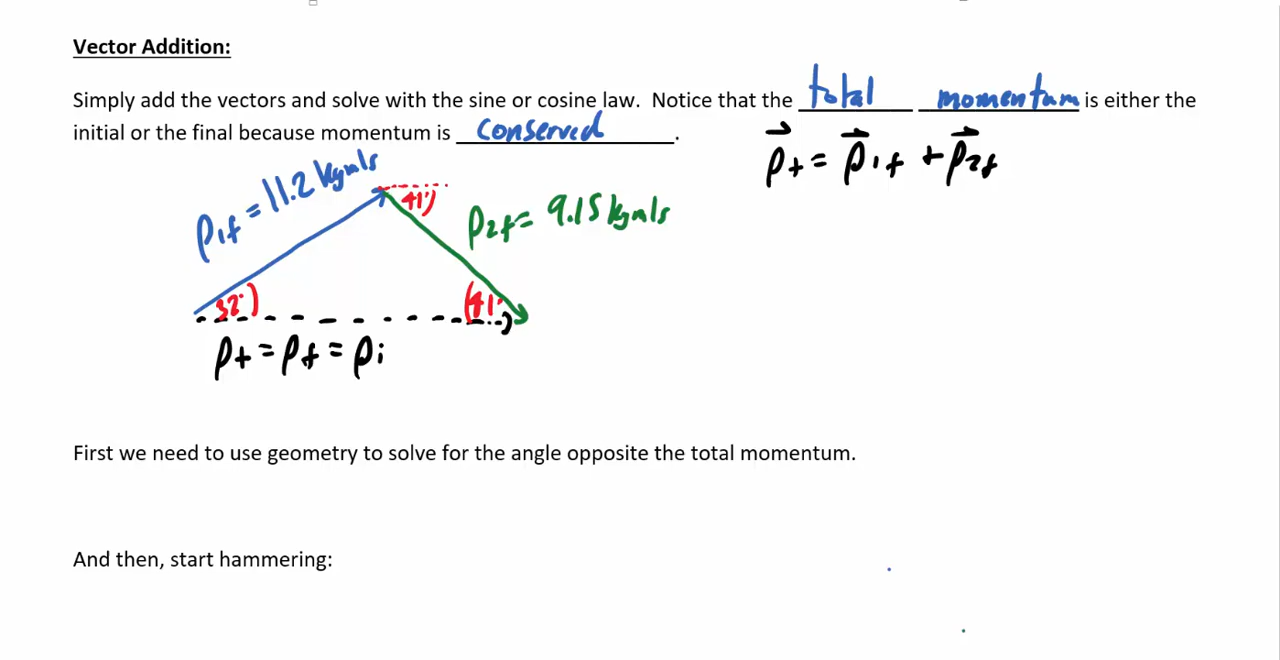 Vector Addition:
Simply add the vectors and solve with the sine or cosine law. Notice that the total momentum is either the
initial or the final because momentum is conserved.
p⃗t = p⃗1f + p⃗2f
p1f = 11.2 kgm/s
41°
p2f = 9.15 kgm/s
32° 41°
pt = pf = pi
First we need to use geometry to solve for the angle opposite the total momentum.
And then, start hammering: